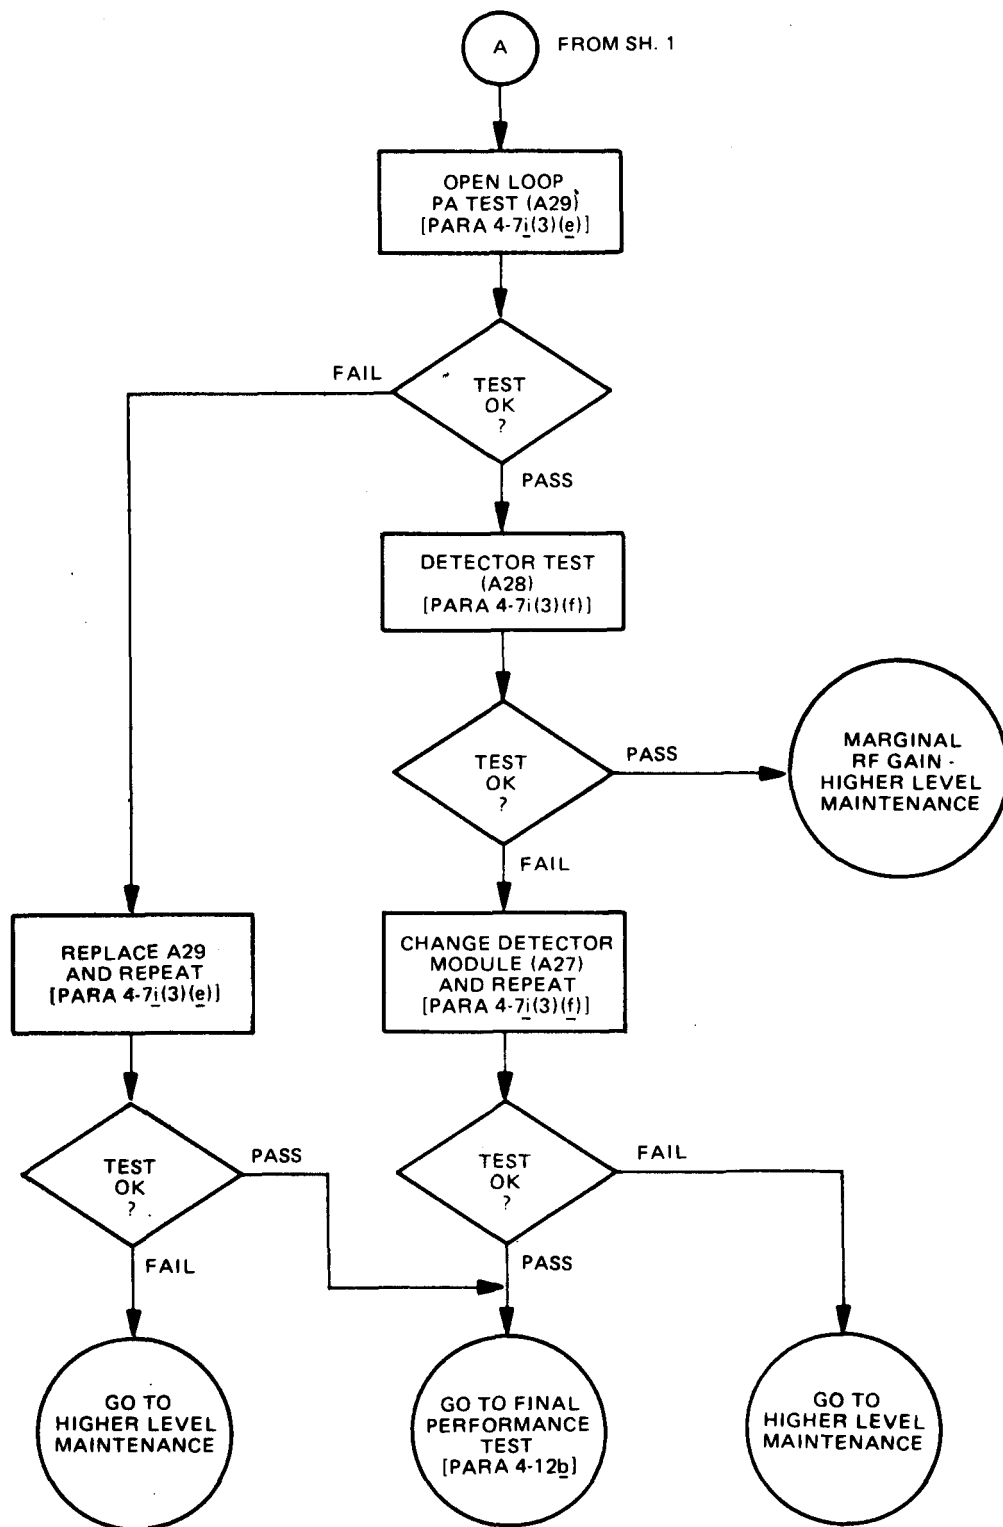 A
FROM SH. 1
OPEN LOOP
PA TEST (A29)
[PARA 4-7i(3)(e)]
FAIL
TEST
OK
?
PASS
DETECTOR TEST
(A28)
[PARA 4-7i(3)(f)]
TEST
OK
?
PASS
MARGINAL
RF GAIN -
HIGHER LEVEL
MAINTENANCE
FAIL
REPLACE A29
AND REPEAT
[PARA 4-7i(3)(e)]
CHANGE DETECTOR
MODULE (A27)
AND REPEAT
[PARA 4-7i(3)(f)]
TEST
OK
?
PASS
FAIL
TEST
OK
?
FAIL
PASS
GO TO
HIGHER LEVEL
MAINTENANCE
GO TO FINAL
PERFORMANCE
TEST
[PARA 4-12b]
GO TO
HIGHER LEVEL
MAINTENANCE